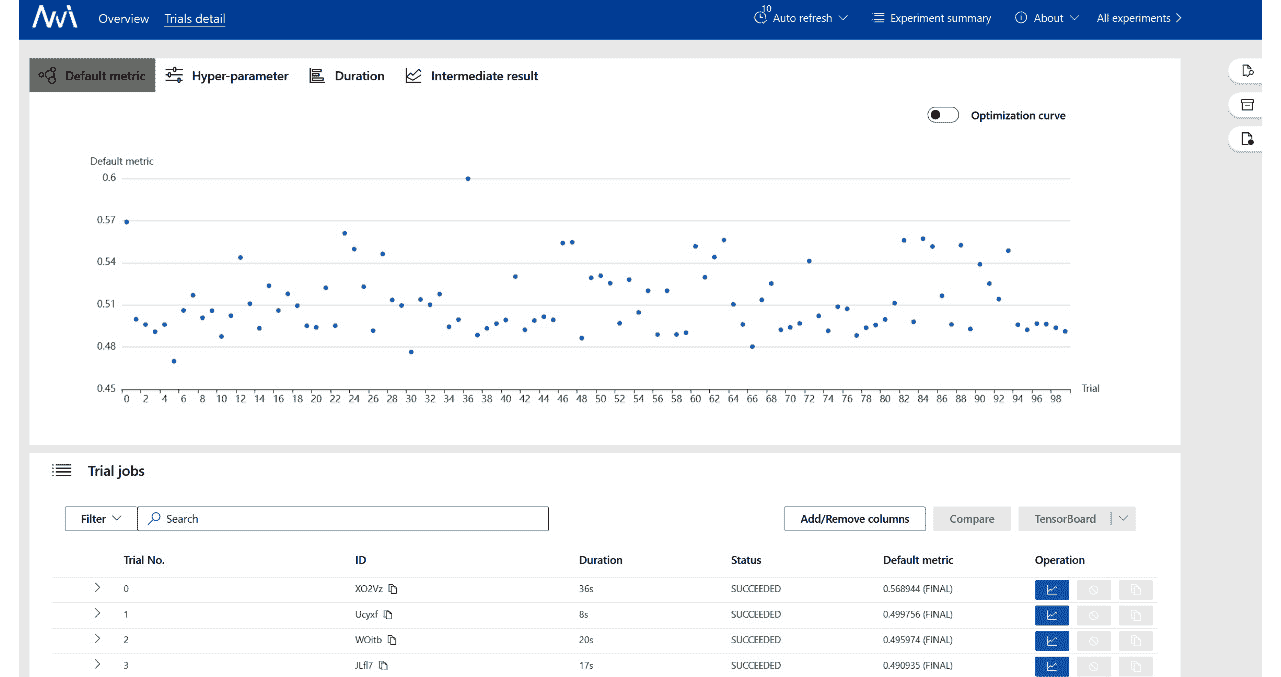 Overview Trials detail 10 Auto refresh Experiment summary About All experiments
Default metric Hyper-parameter Duration Intermediate result
Optimization curve
Default metric
0.6
0.57
0.54
0.51
0.48
0.45
Trial
0 2 4 6 8 10 12 14 16 18 20 22 24 26 28 30 32 34 36 38 40 42 44 46 48 50 52 54 56 58 60 62 64 66 68 70 72 74 76 78 80 82 84 86 88 90 92 94 96 98
Trial jobs
Filter Search Add/Remove columns Compare TensorBoard
Trial No. ID Duration Status Default metric Operation
0 XO2Vz 36s SUCCEEDED 0.568944 (FINAL)
1 Ucyxf 8s SUCCEEDED 0.499756 (FINAL)
2 WOitb 20s SUCCEEDED 0.495974 (FINAL)
3 JLfl7 17s SUCCEEDED 0.490935 (FINAL)